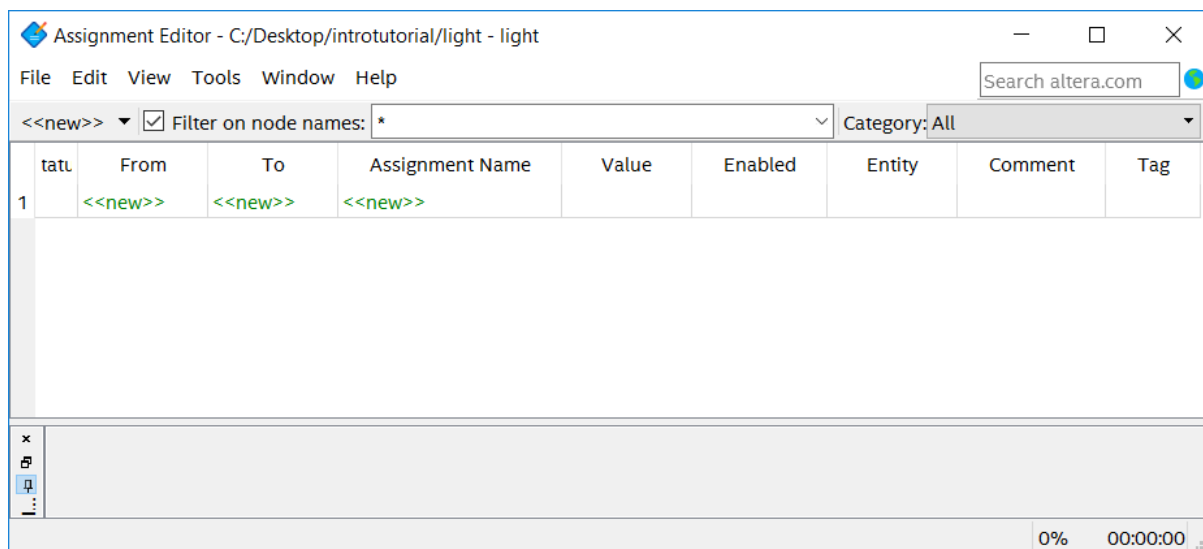 Assignment Editor - C:/Desktop/introtutorial/light - light
File Edit View Tools Window Help Search altera.com
<<new>> Filter on node names: * Category: All
tatu From To Assignment Name Value Enabled Entity Comment Tag
1 <<new>> <<new>> <<new>>
0% 00:00:00